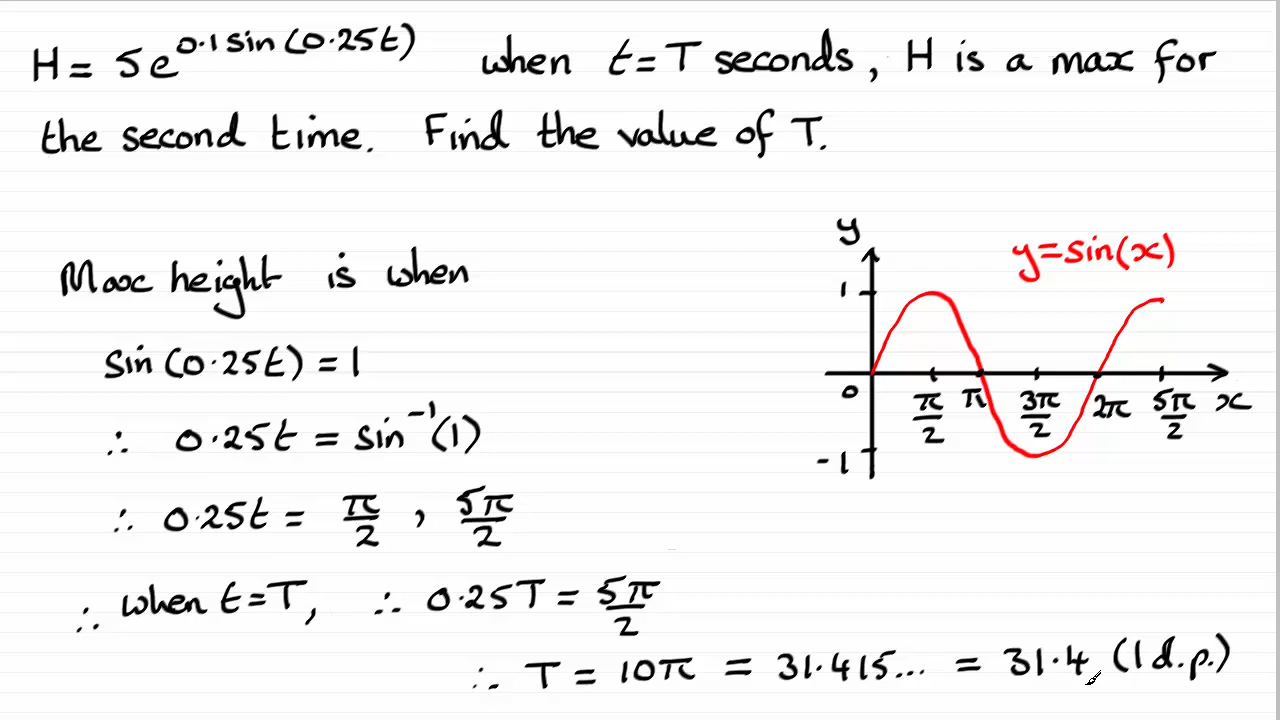 H = 5e^0.1sin(0.25t) when t=T seconds, H is a max for
the second time. Find the value of T.
Max height is when
sin(0.25t) = 1
∴ 0.25t = sin⁻¹(1)
∴ 0.25t = π/2 , 5π/2
∴ when t=T, ∴ 0.25T = 5π/2
∴ T = 10π = 31.415... = 31.4 (1 d.p.)
y
y=sin(x)
1
0 π/2 π 3π/2 2π 5π/2 x
-1